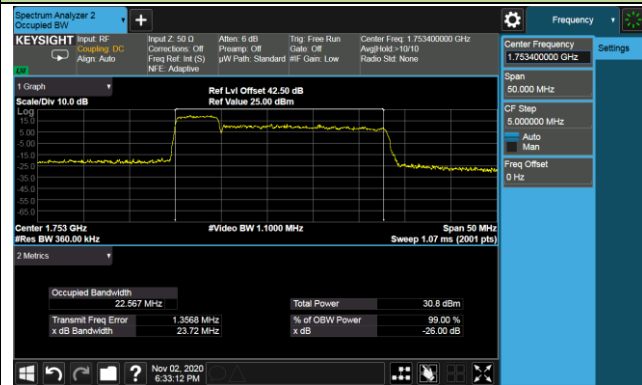 Spectrum Analyzer 2
Occupied BW
+
Frequency
KEYSIGHT
Input: RF
Coupling: DC
Align: Auto
Input Z: 50 Ω
Corrections: Off
Freq Ref: Int (S)
NFE: Adaptive
Atten: 6 dB
Preamp: Off
µW Path: Standard
Trig: Free Run
Gate: Off
#IF Gain: Low
Center Freq: 1.753400000 GHz
Avg|Hold:>10/10
Radio Std: None
Center Frequency
1.753400000 GHz
Settings
Span
50.000 MHz
CF Step
5.000000 MHz
Auto
Man
Freq Offset
0 Hz
1 Graph
Scale/Div 10.0 dB
Ref Lvl Offset 42.50 dB
Ref Value 25.00 dBm
Log
15.0
5.00
-5.00
-15.0
-25.0
-35.0
-45.0
-55.0
-65.0
Center 1.753 GHz
#Video BW 1.1000 MHz
Span 50 MHz
#Res BW 360.00 kHz
Sweep 1.07 ms (2001 pts)
2 Metrics
Occupied Bandwidth
22.567 MHz
Total Power 30.8 dBm
Transmit Freq Error 1.3568 MHz
% of OBW Power 99.00 %
x dB Bandwidth 23.72 MHz
x dB -26.00 dB
?
Nov 02, 2020
6:33:12 PM